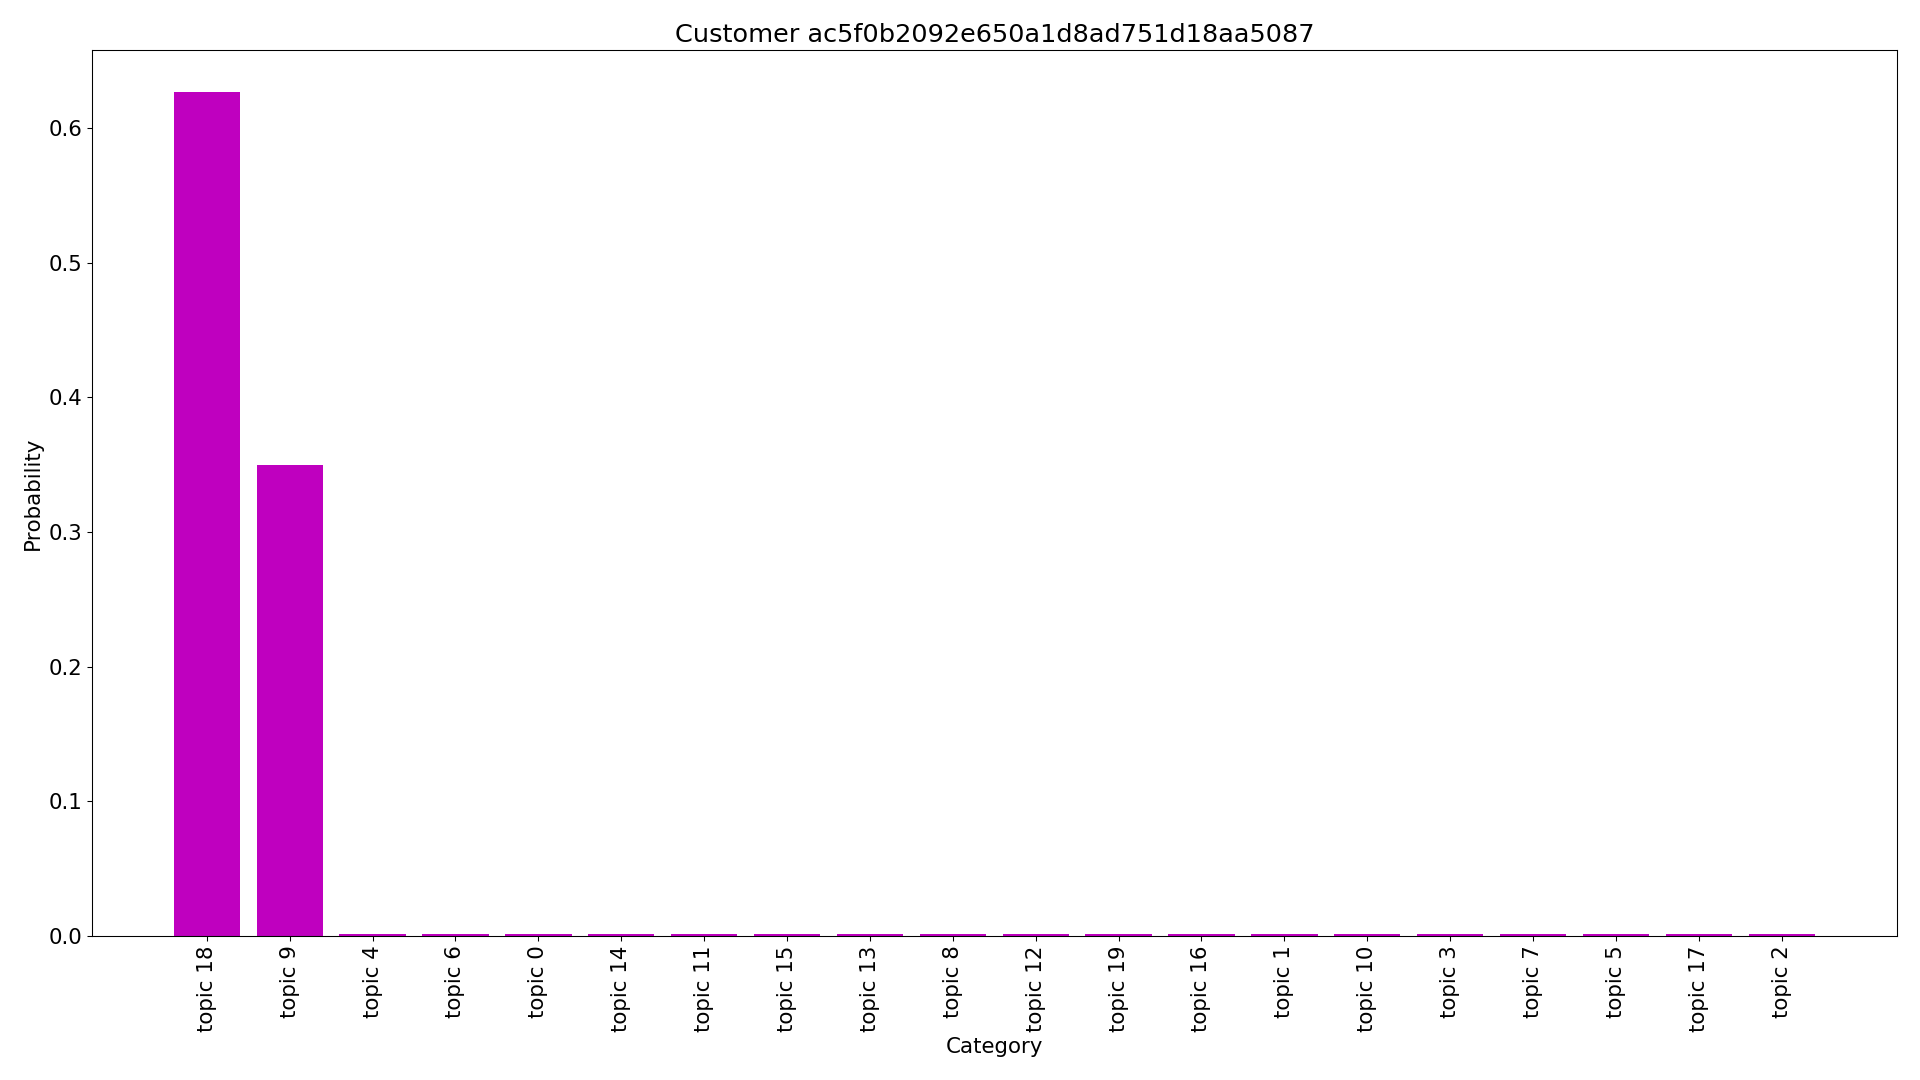 Customer ac5f0b2092e650a1d8ad751d18aa5087
Probability
0.6
0.5
0.4
0.3
0.2
0.1
0.0
topic 18
topic 9
topic 4
topic 6
topic 0
topic 14
topic 11
topic 15
topic 13
topic 8
topic 12
topic 19
topic 16
topic 1
topic 10
topic 3
topic 7
topic 5
topic 17
topic 2
Category